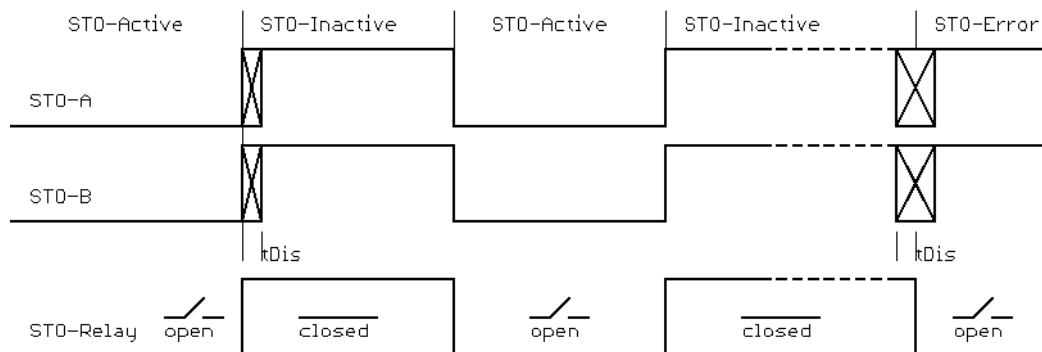 STO-Active STO-Inactive STO-Active STO-Inactive STO-Error
STO-A
STO-B
tDis tDis
STO-Relay open closed open closed open